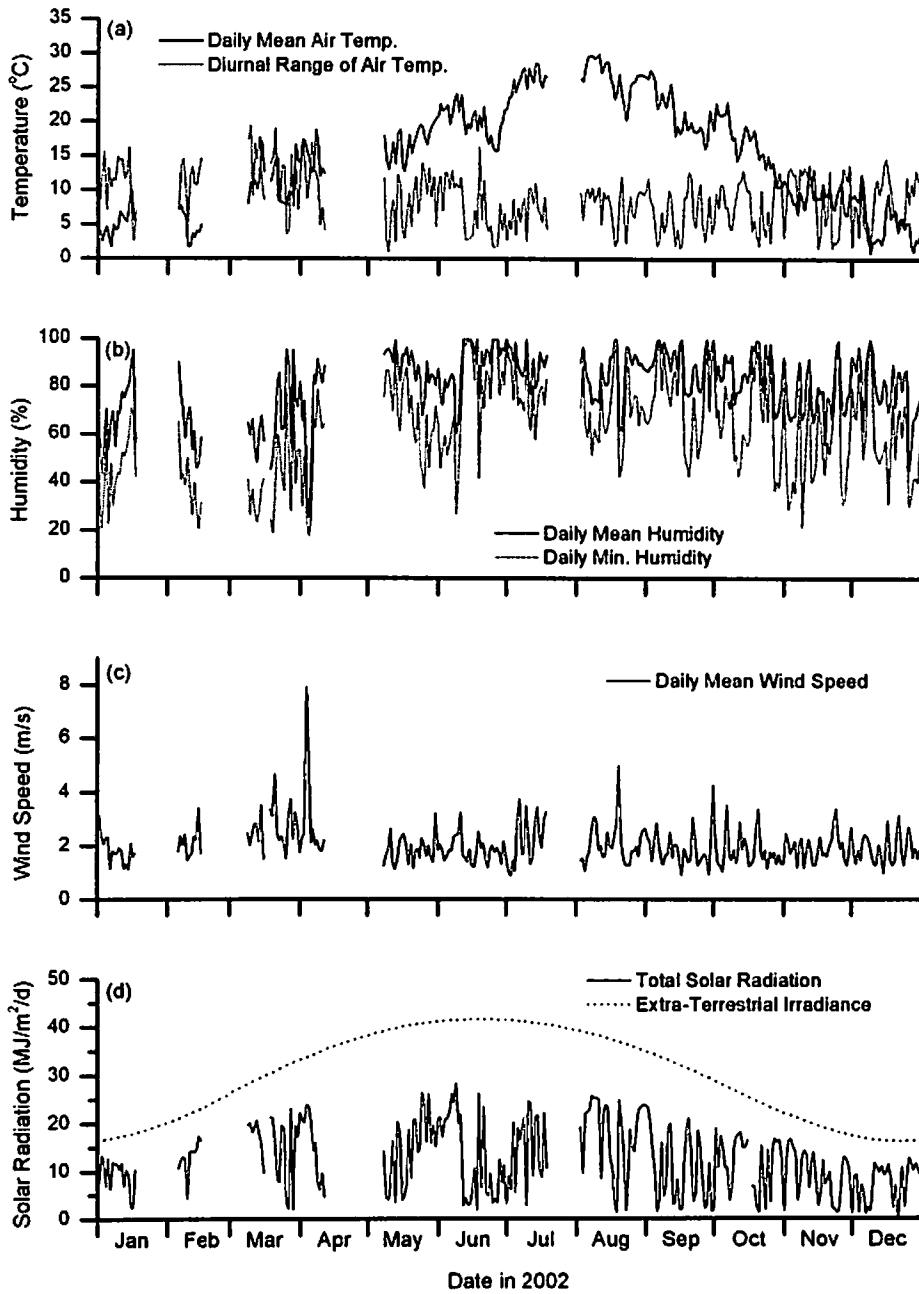 (a)
Daily Mean Air Temp.
Diurnal Range of Air Temp.
Temperature (°C)
35
30
25
20
15
10
5
0
(b)
Daily Mean Humidity
Daily Min. Humidity
Humidity (%)
100
80
60
40
20
0
(c)
Daily Mean Wind Speed
Wind Speed (m/s)
8
6
4
2
0
(d)
Total Solar Radiation
Extra-Terrestrial Irradiance
Solar Radiation (MJ/m²/d)
50
40
30
20
10
0
Jan Feb Mar Apr May Jun Jul Aug Sep Oct Nov Dec
Date in 2002